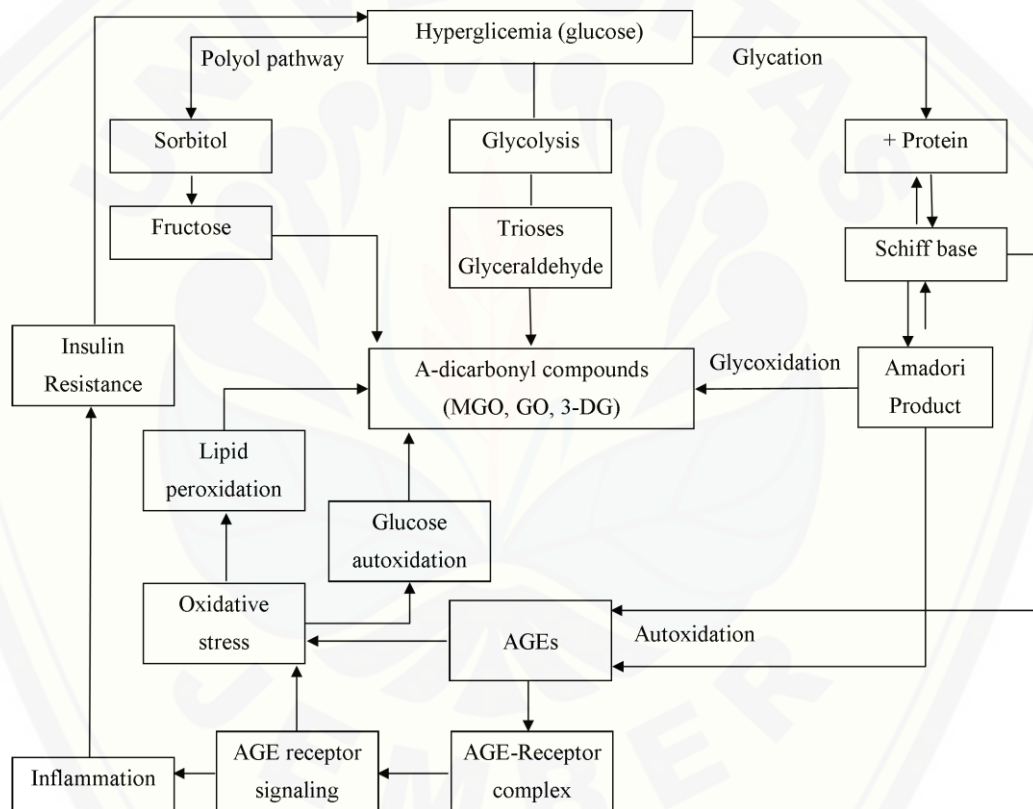 Hyperglicemia (glucose)
Polyol pathway
Glycation
Sorbitol
Glycolysis
+ Protein
Fructose
Trioses
Glyceraldehyde
Schiff base
Insulin
Resistance
A-dicarbonyl compounds
(MGO, GO, 3-DG)
Glycoxidation
Amadori
Product
Lipid
peroxidation
Glucose
autoxidation
Oxidative
stress
AGEs
Autoxidation
Inflammation
AGE receptor
signaling
AGE-Receptor
complex
UNIVERSITAS
JEMBER